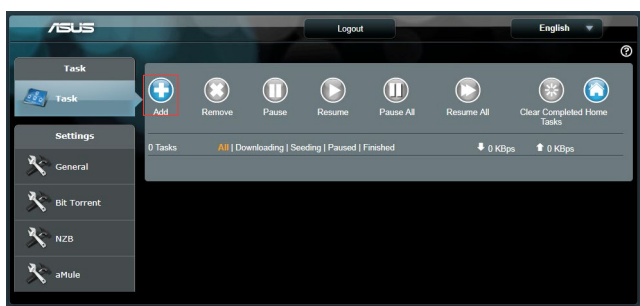 ASUS
Logout
English
?
Task
Task
Settings
General
Bit Torrent
NZB
aMule
Add
Remove
Pause
Resume
Pause All
Resume All
Clear Completed Tasks
Home
0 Tasks
All | Downloading | Seeding | Paused | Finished
0 KBps
0 KBps